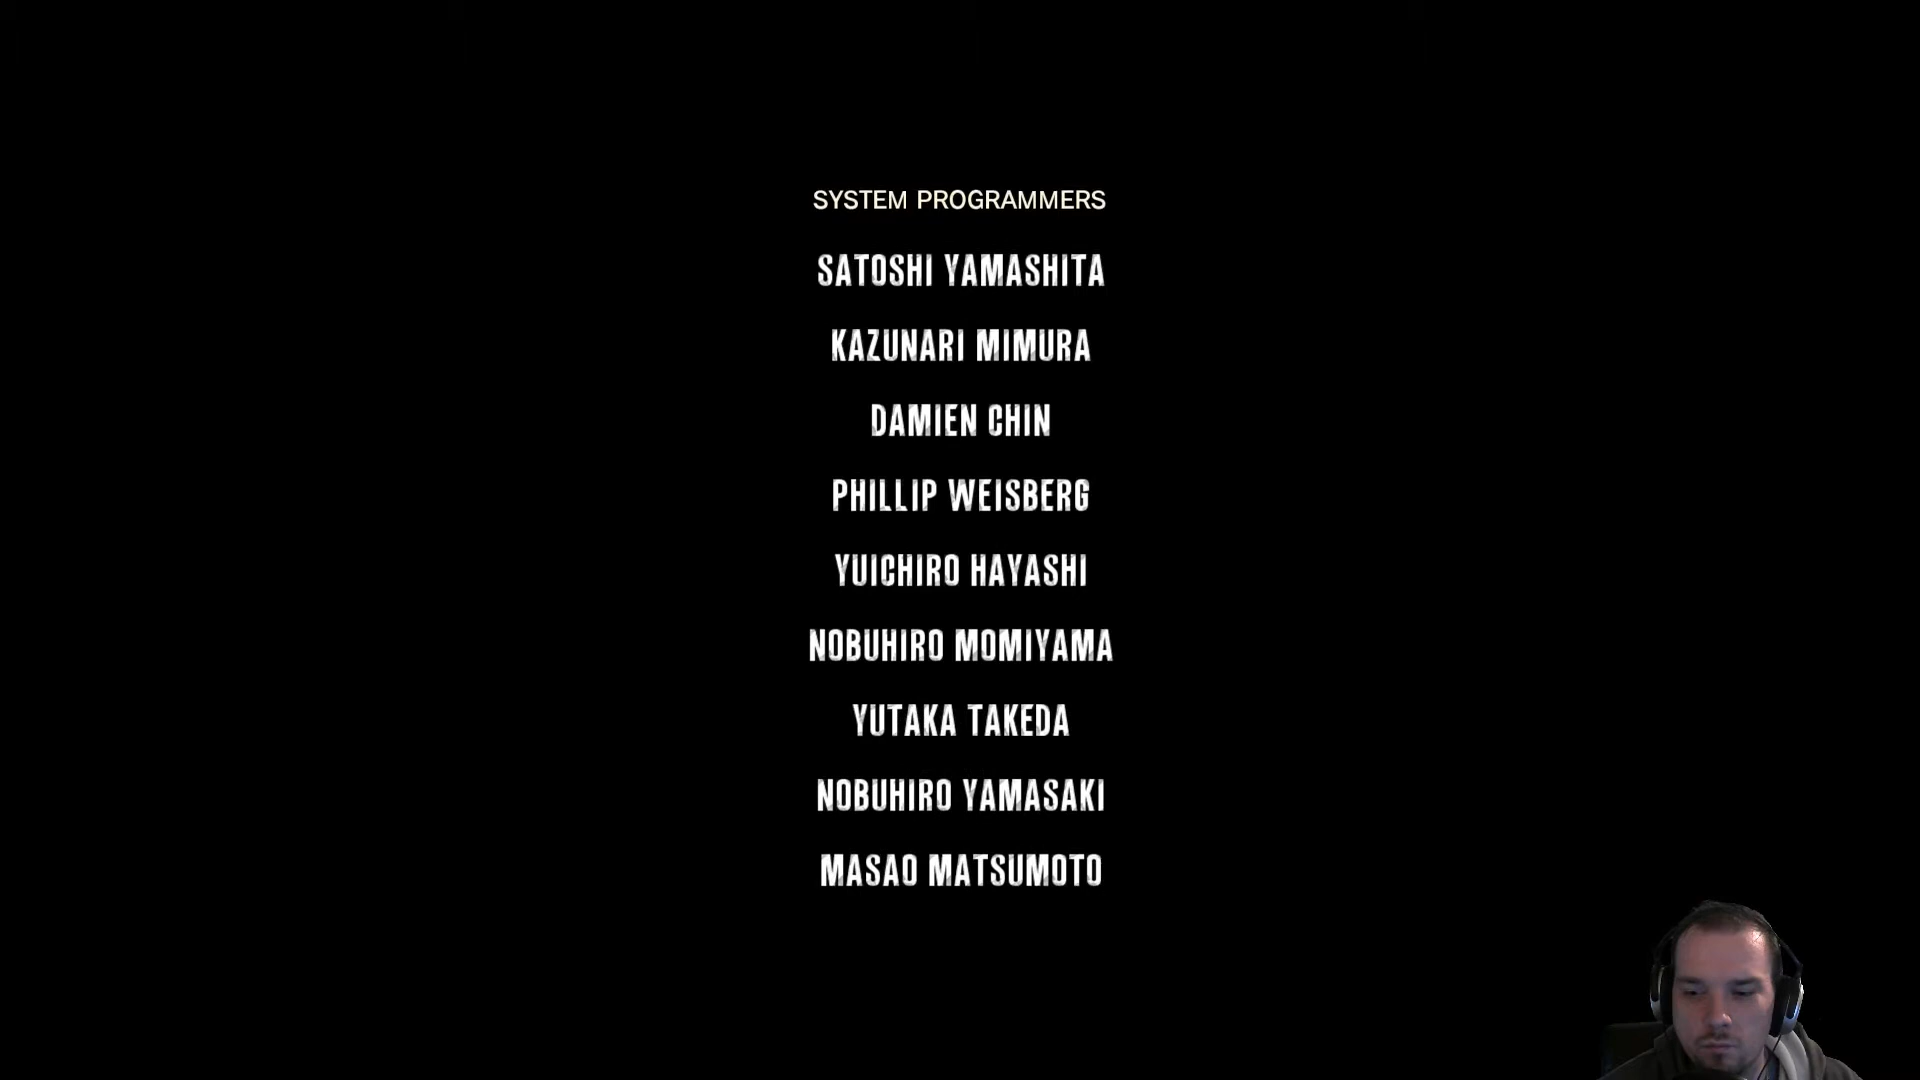 SYSTEM PROGRAMMERS
SATOSHI YAMASHITA
KAZUNARI MIMURA
DAMIEN CHIN
PHILLIP WEISBERG
YUICHIRO HAYASHI
NOBUHIRO MOMIYAMA
YUTAKA TAKEDA
NOBUHIRO YAMASAKI
MASAO MATSUMOTO